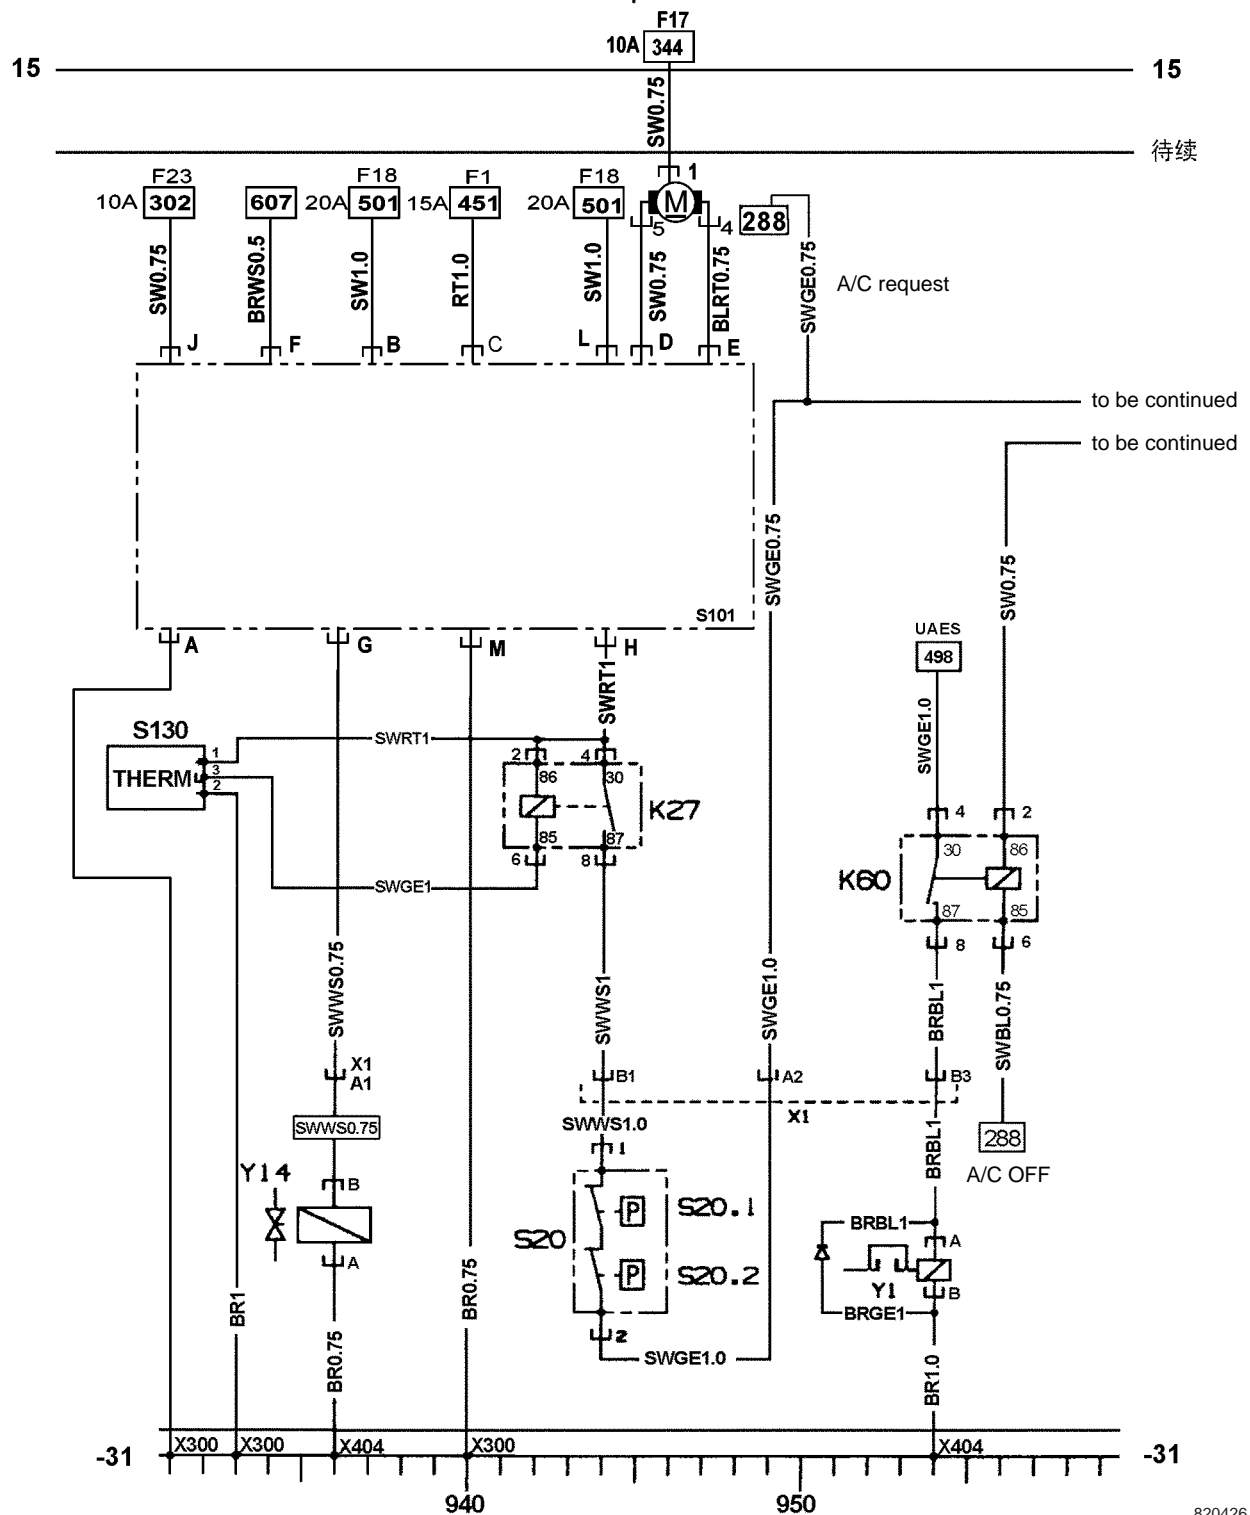 F17
10A 344
15
15
SW0.75
待续
1
F23
F18
F1
F18
10A 302
607
20A 501
15A 451
20A 501
M
288
5
4
SW0.75
BRWS0.5
SW1.0
RT1.0
SW1.0
SW0.75
BLRT0.75
SWGE0.75
A/C request
J
F
B
C
L
D
E
to be continued
to be continued
SWGE0.75
SW0.75
S101
A
G
M
H
UAES
498
SWRT1
SWGE1.0
S130
THERM
1
3
2
SWRT1
2
4
86
30
K27
85
87
6
8
SWGE1
4
2
30
86
K60
87
85
8
6
SWWS0.75
SWWS1
SWGE1.0
BRBL1
SWBL0.75
X1
A1
B1
A2
B3
X1
SWWS0.75
SWWS1.0
BRBL1
288
A/C OFF
1
Y14
B
A
S20
P
S20.1
P
S20.2
2
SWGE1.0
BRBL1
A
Y1
B
BRGE1
BR1
BR0.75
BR0.75
BR1.0
-31
X300
X300
X404
X300
X404
-31
940
950
820426